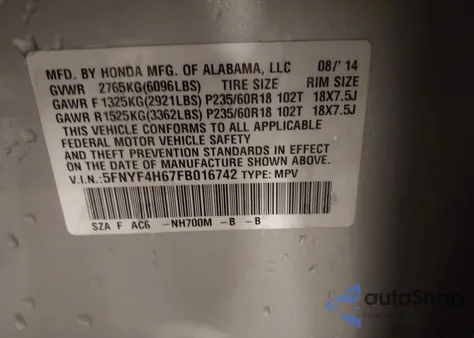 MFD. BY HONDA MFG. OF ALABAMA, LLC 08/' 14
GVWR 2765KG(6096LBS) TIRE SIZE RIM SIZE
GAWR F 1325KG(2921LBS) P235/60R18 102T 18X7.5J
GAWR R 1525KG(3362LBS) P235/60R18 102T 18X7.5J
THIS VEHICLE CONFORMS TO ALL APPLICABLE
FEDERAL MOTOR VEHICLE SAFETY
AND THEFT PREVENTION STANDARDS IN EFFECT
ON THE DATE OF MANUFACTURE SHOWN ABOVE.
V.I.N.: 5FNYF4H67FB016742 TYPE: MPV
SZA F AC6 -NH700M -B -B
autoSnap